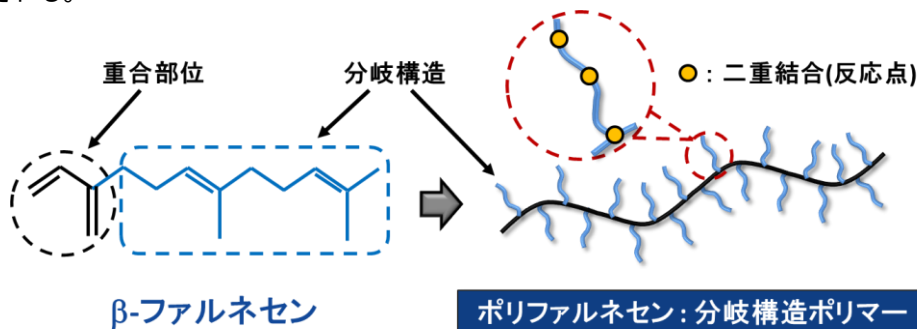 重合部位
分岐構造
：二重結合(反応点)
β-ファルネセン
ポリファルネセン：分岐構造ポリマー